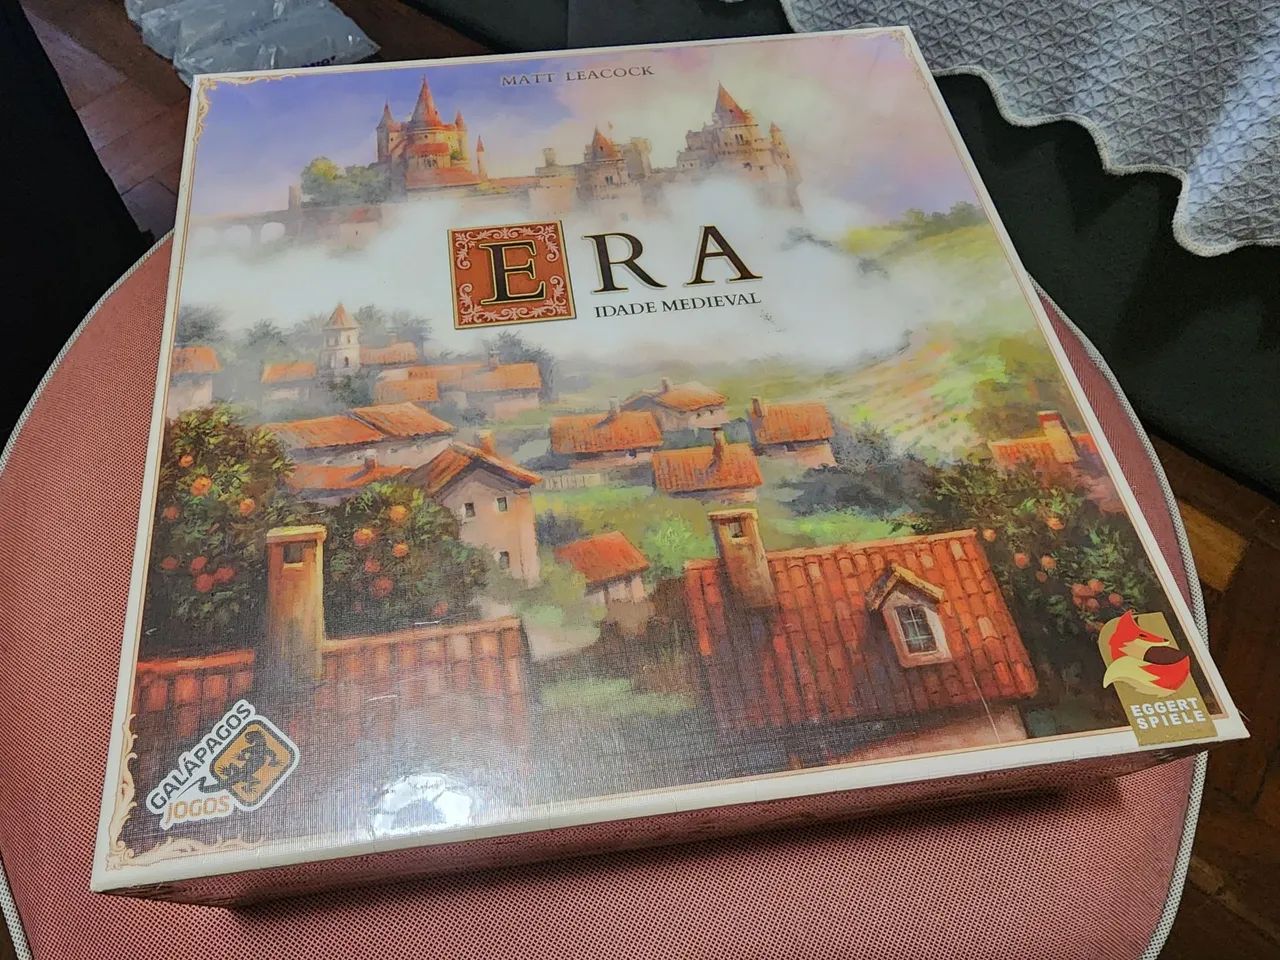 MATT LEACOCK
ERA
IDADE MEDIEVAL
GALÁPAGOS
JOGOS
EGGERT
SPIELE